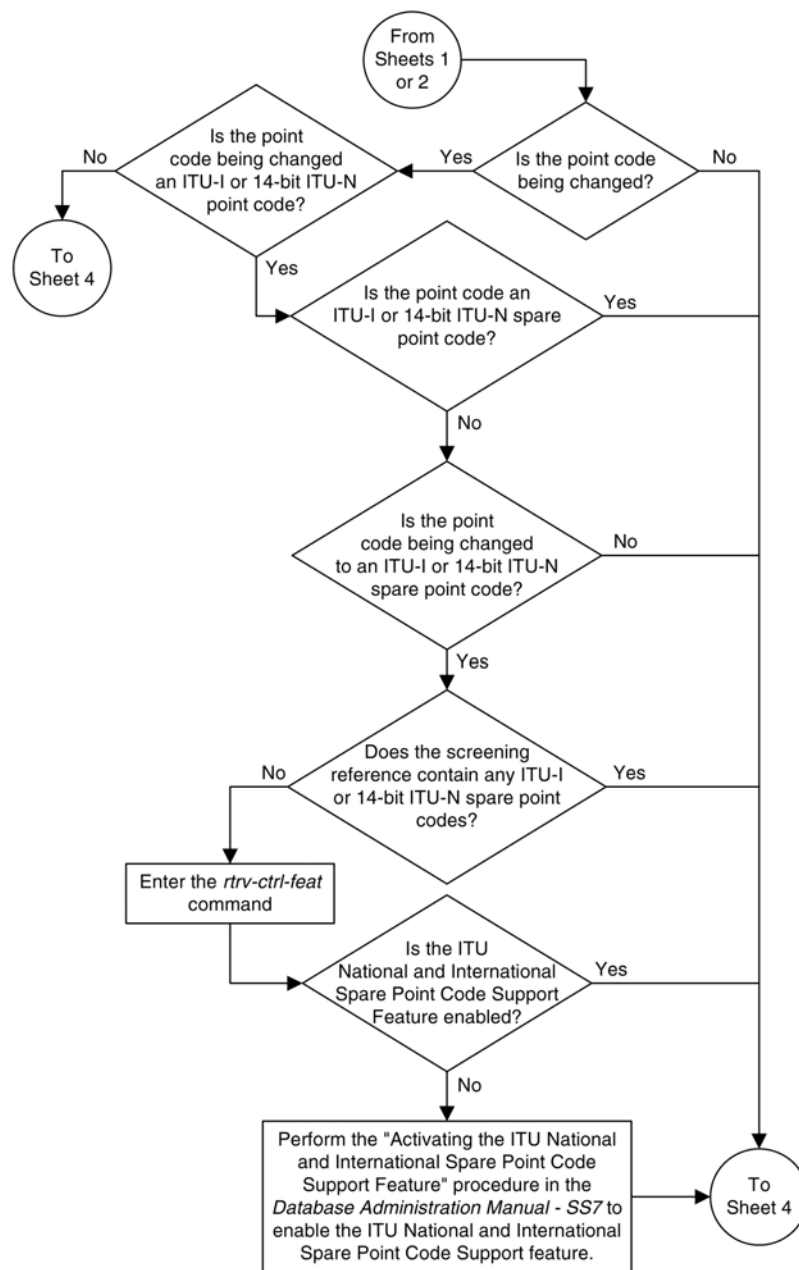 From
Sheets 1
or 2
Is the point code
being changed?
Yes
No
Is the point
code being changed
an ITU-I or 14-bit ITU-N
point code?
No
To
Sheet 4
Yes
Is the point code an
ITU-I or 14-bit ITU-N spare
point code?
Yes
No
Is the point
code being changed
to an ITU-I or 14-bit ITU-N
spare point code?
No
Yes
Does the screening
reference contain any ITU-I
or 14-bit ITU-N spare point
codes?
No
Yes
Enter the rtrv-ctrl-feat
command
Is the ITU
National and International
Spare Point Code Support
Feature enabled?
Yes
No
Perform the "Activating the ITU National
and International Spare Point Code
Support Feature" procedure in the
Database Administration Manual - SS7 to
enable the ITU National and International
Spare Point Code Support feature.
To
Sheet 4